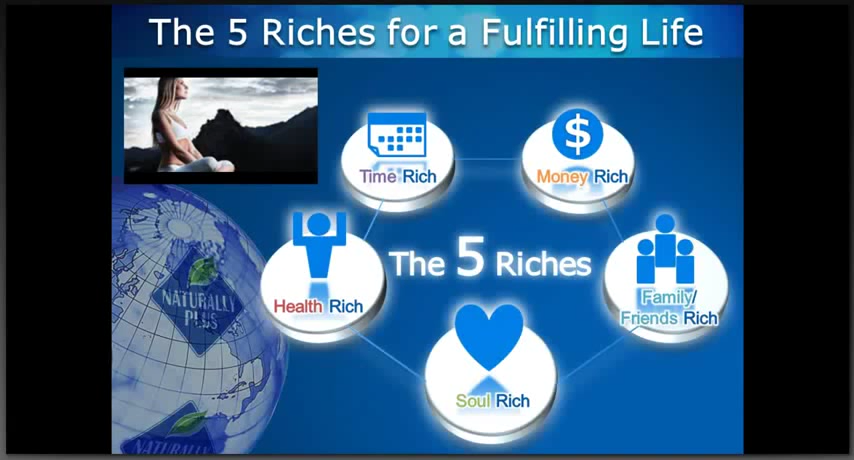 The 5 Riches for a Fulfilling Life
Time Rich
$
Money Rich
The 5 Riches
Health Rich
Family/
Friends Rich
Soul Rich
NATURALLY
PLUS
NATURALLY